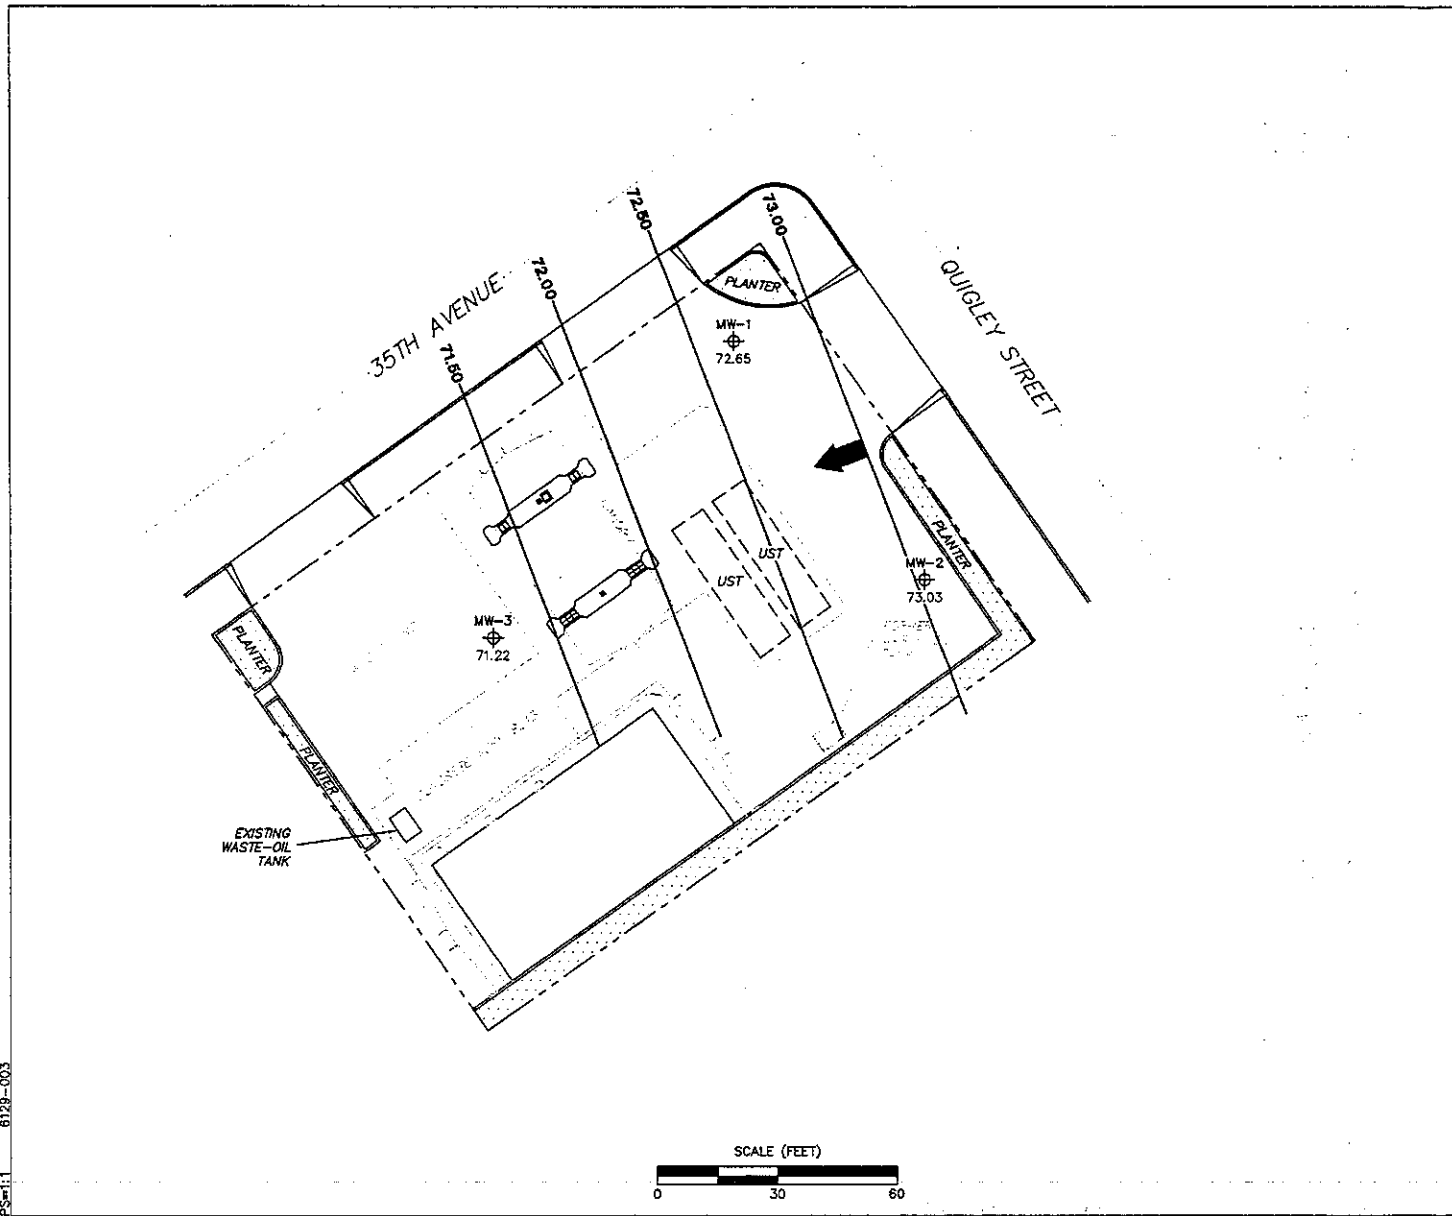 72.50
73.00
72.00
35TH AVENUE
71.50
QUIGLEY STREET
PLANTER
MW-1
72.65
PLANTER
UST
UST
MW-2
73.03
MW-3
71.22
PLANTER
PLANTER
EXISTING
WASTE-OIL
TANK
SCALE (FEET)
0 30 60
6129-003
PS=1:1